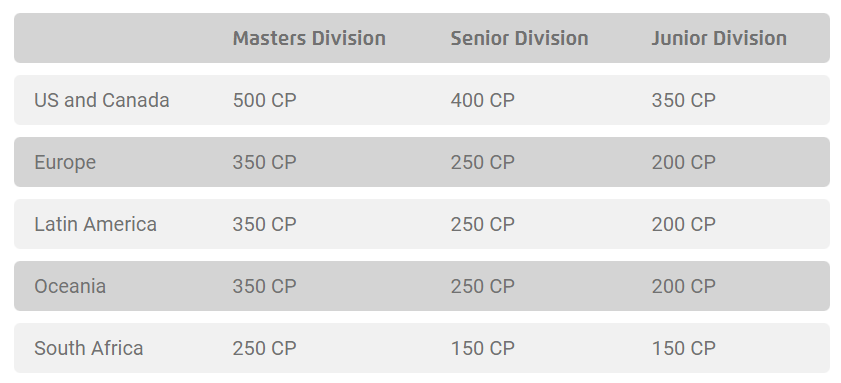 Masters Division Senior Division Junior Division
US and Canada 500 CP 400 CP 350 CP
Europe 350 CP 250 CP 200 CP
Latin America 350 CP 250 CP 200 CP
Oceania 350 CP 250 CP 200 CP
South Africa 250 CP 150 CP 150 CP